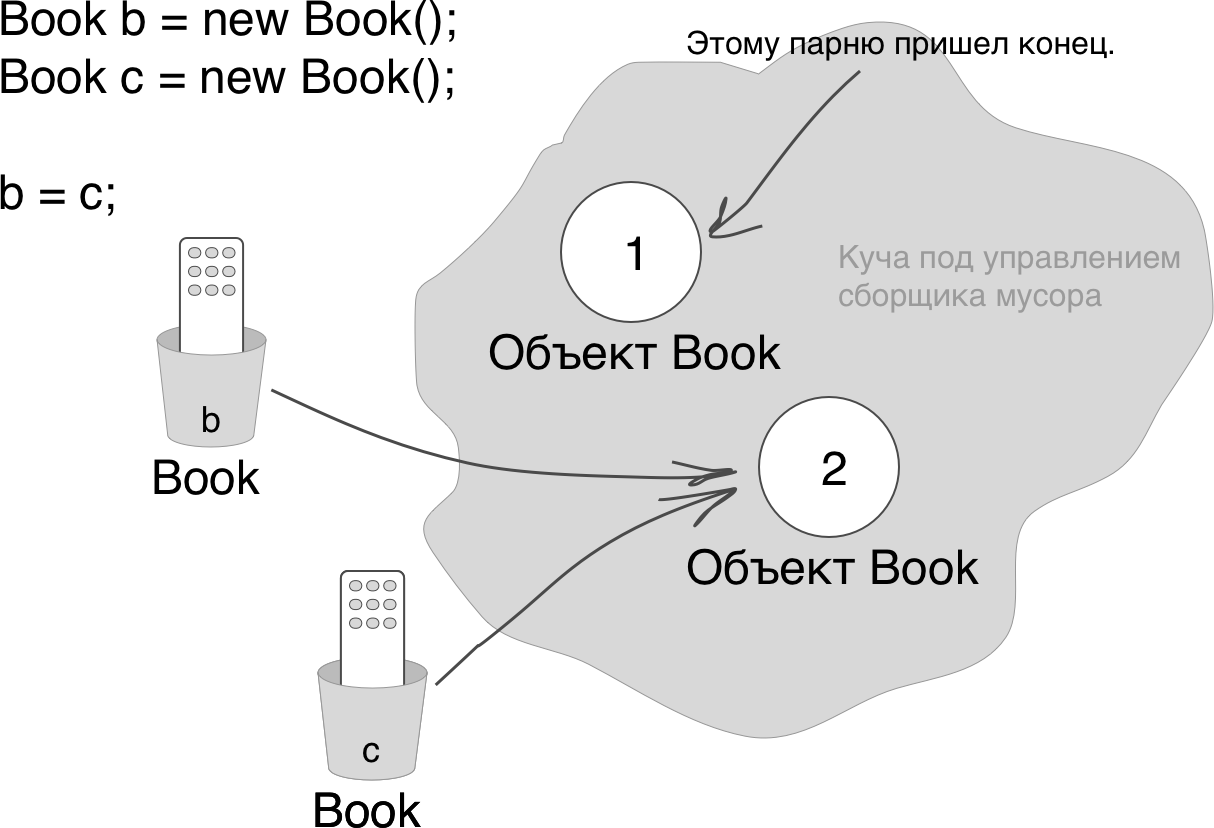 Book b = new Book();
Book c = new Book();
b = c;
Этому парню пришел конец.
1
Объект Book
Куча под управлением
сборщика мусора
b
Book
2
Объект Book
c
Book